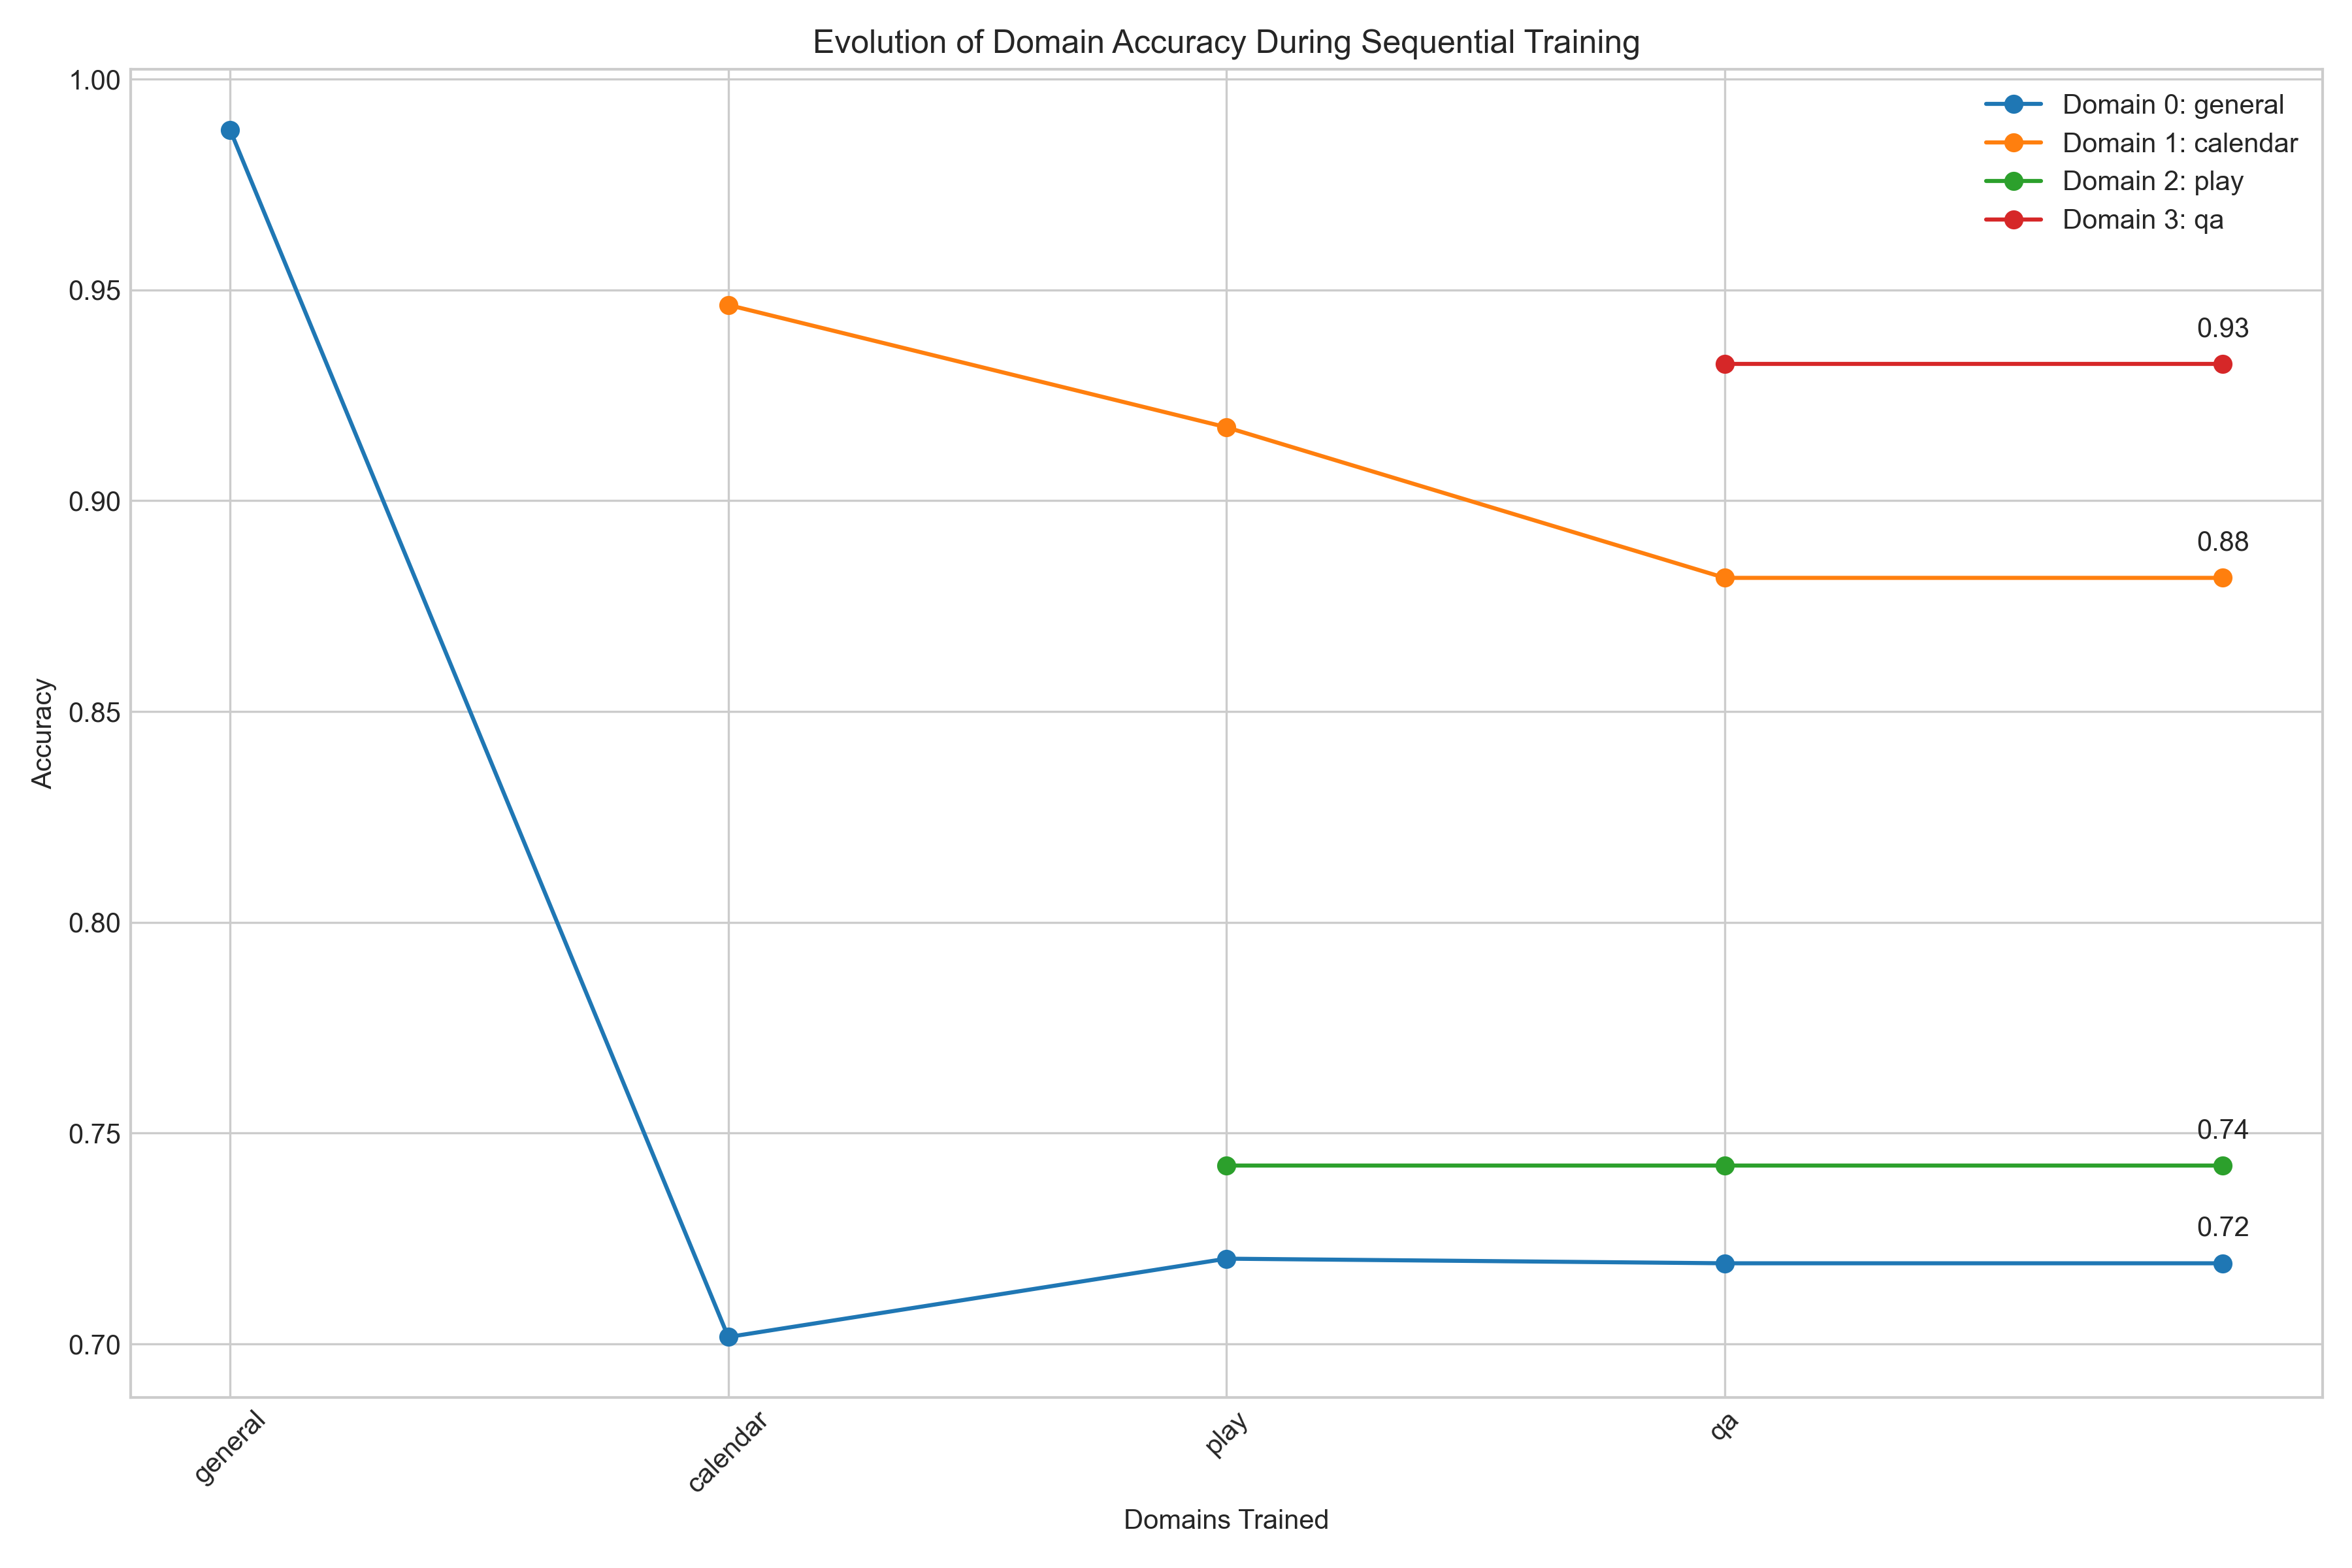 Evolution of Domain Accuracy During Sequential Training
1.00
0.95
0.90
0.85
0.80
0.75
0.70
Accuracy
Domain 0: general
Domain 1: calendar
Domain 2: play
Domain 3: qa
0.93
0.88
0.74
0.72
general
calendar
play
qa
Domains Trained